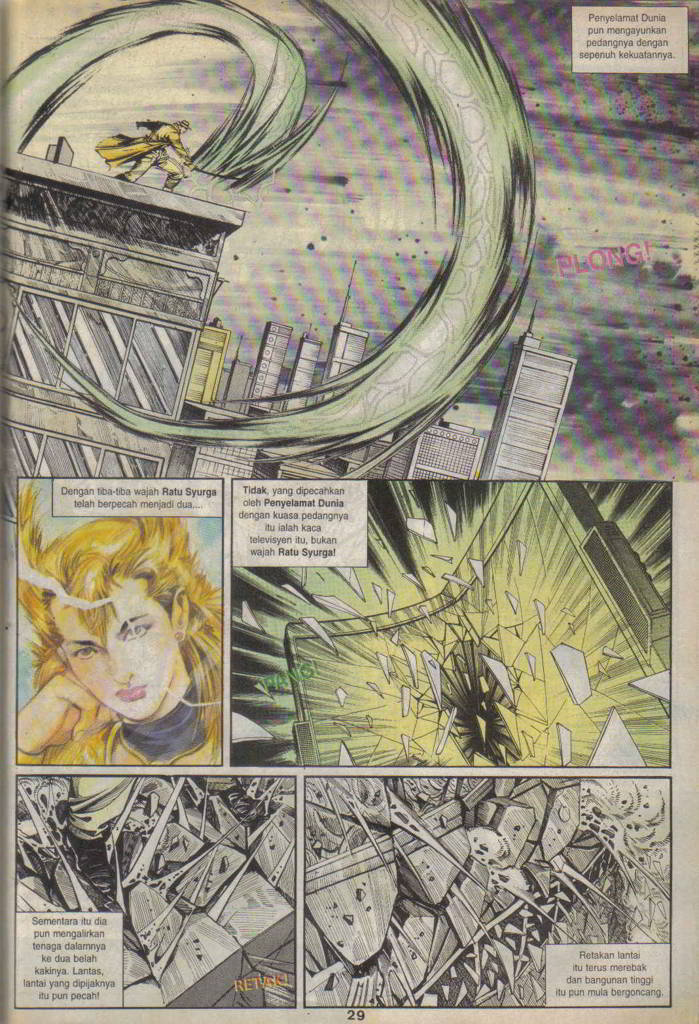 Penyelamat Dunia
pun mengayunkan
pedangnya dengan
sepenuh kekuatannya.
PLONG!
Dengan tiba-tiba wajah Ratu Syurga
telah berpecah menjadi dua....
Tidak, yang dipecahkan
oleh Penyelamat Dunia
dengan kuasa pedangnya
itu ialah kaca
televisyen itu, bukan
wajah Ratu Syurga!
Sementara itu dia
pun mengalirkan
tenaga dalamnya
ke dua belah
kakinya. Lantas,
lantai yang dipijaknya
itu pun pecah!
RETAK!
Retakan lantai
itu terus merebak
dan bangunan tinggi
itu pun mula bergoncang.
29